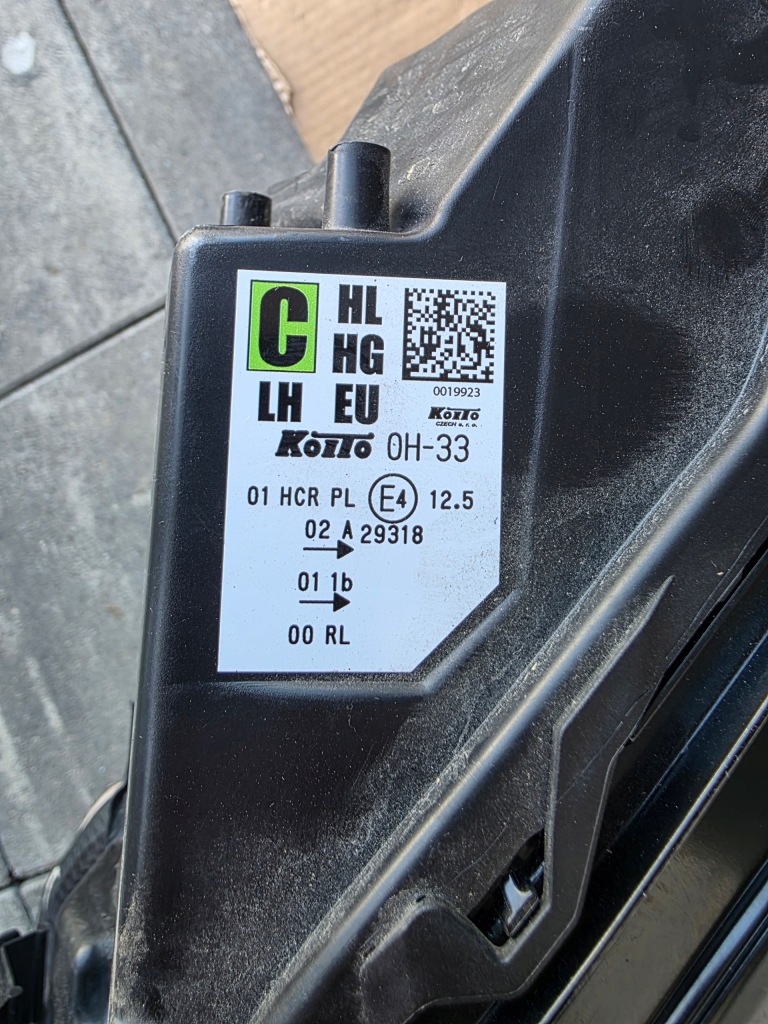 C HL
HG
LH EU
0019923
KOITO
CZECH s. r. o.
KOITO 0H-33
01 HCR PL E4 12.5
02 A 29318
01 1b
00 RL